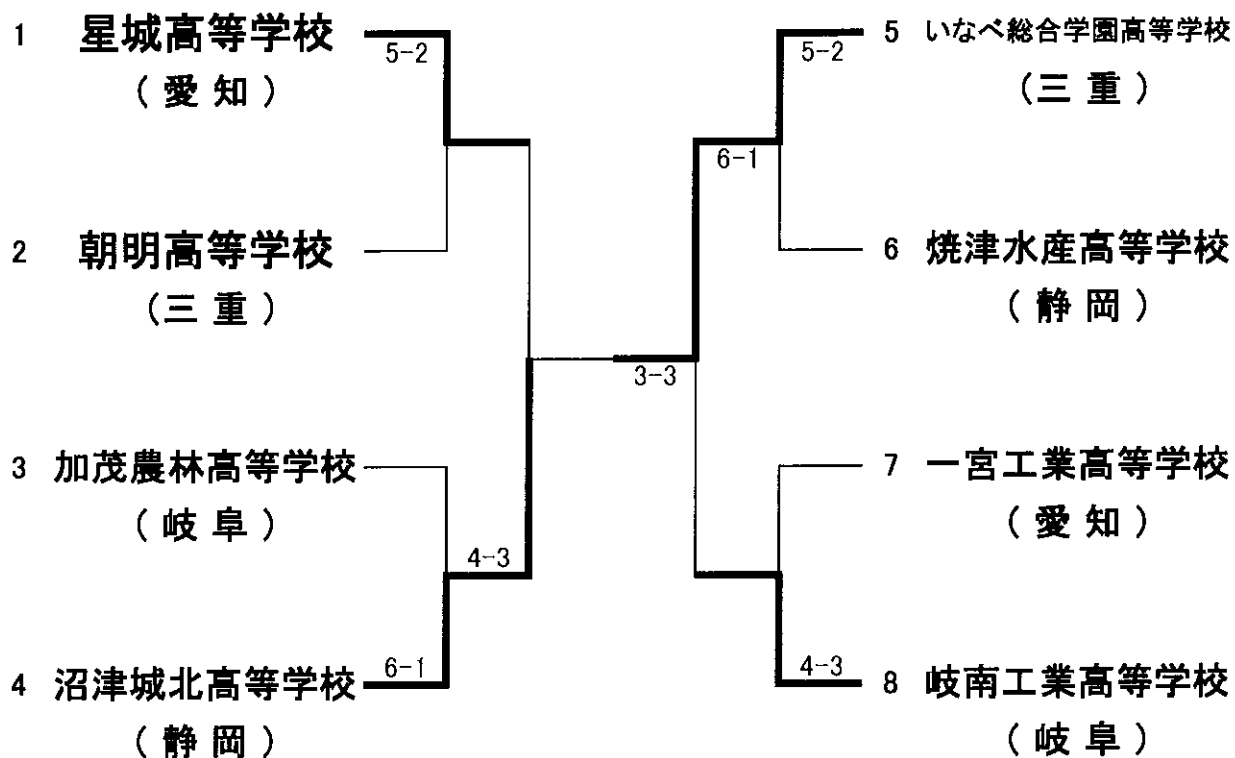 1 星城高等学校
(愛知)
5-2
2 朝明高等学校
(三重)
3 加茂農林高等学校
(岐阜)
4-3
4 沼津城北高等学校
(静岡)
6-1
3-3
5 いなべ総合学園高等学校
(三重)
5-2
6-1
6 焼津水産高等学校
(静岡)
7 一宮工業高等学校
(愛知)
8 岐南工業高等学校
(岐阜)
4-3